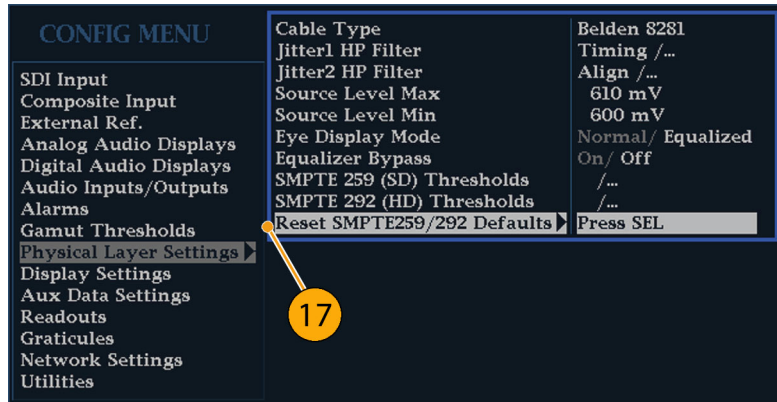 CONFIG MENU
SDI Input
Composite Input
External Ref.
Analog Audio Displays
Digital Audio Displays
Audio Inputs/Outputs
Alarms
Gamut Thresholds
Physical Layer Settings
Display Settings
Aux Data Settings
Readouts
Graticules
Network Settings
Utilities
Cable Type Belden 8281
Jitter1 HP Filter Timing /...
Jitter2 HP Filter Align /...
Source Level Max 610 mV
Source Level Min 600 mV
Eye Display Mode Normal/ Equalized
Equalizer Bypass On/ Off
SMPTE 259 (SD) Thresholds /...
SMPTE 292 (HD) Thresholds /...
Reset SMPTE259/292 Defaults Press SEL
17